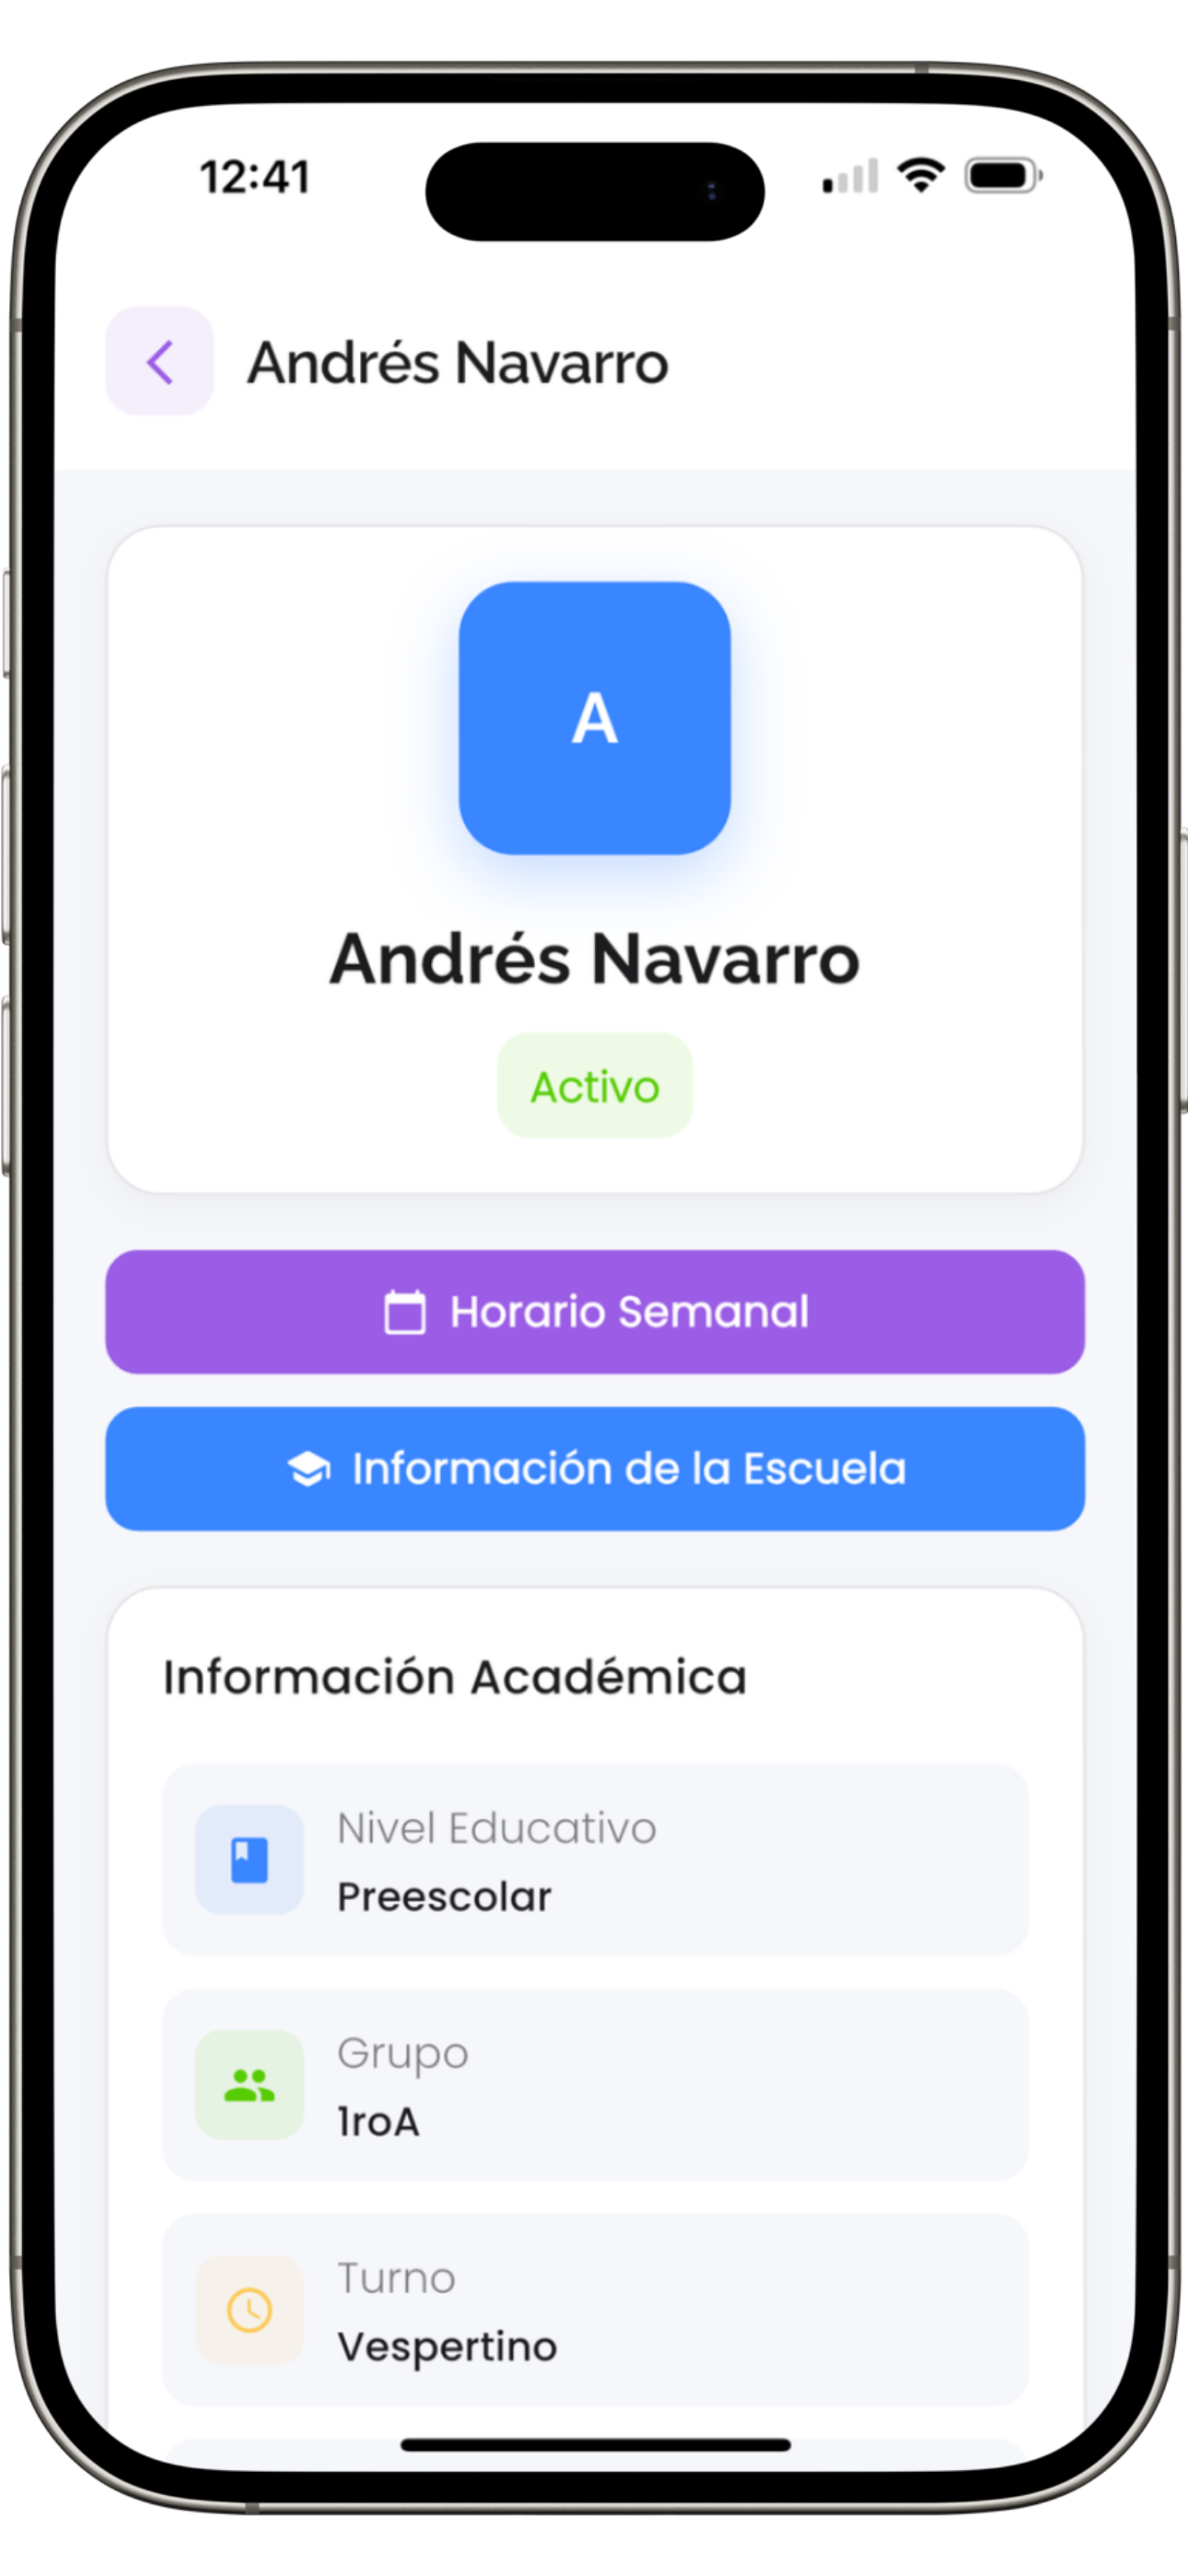 12:41
Andrés Navarro
A
Andrés Navarro
Activo
Horario Semanal
Información de la Escuela
Información Académica
Nivel Educativo
Preescolar
Grupo
1roA
Turno
Vespertino